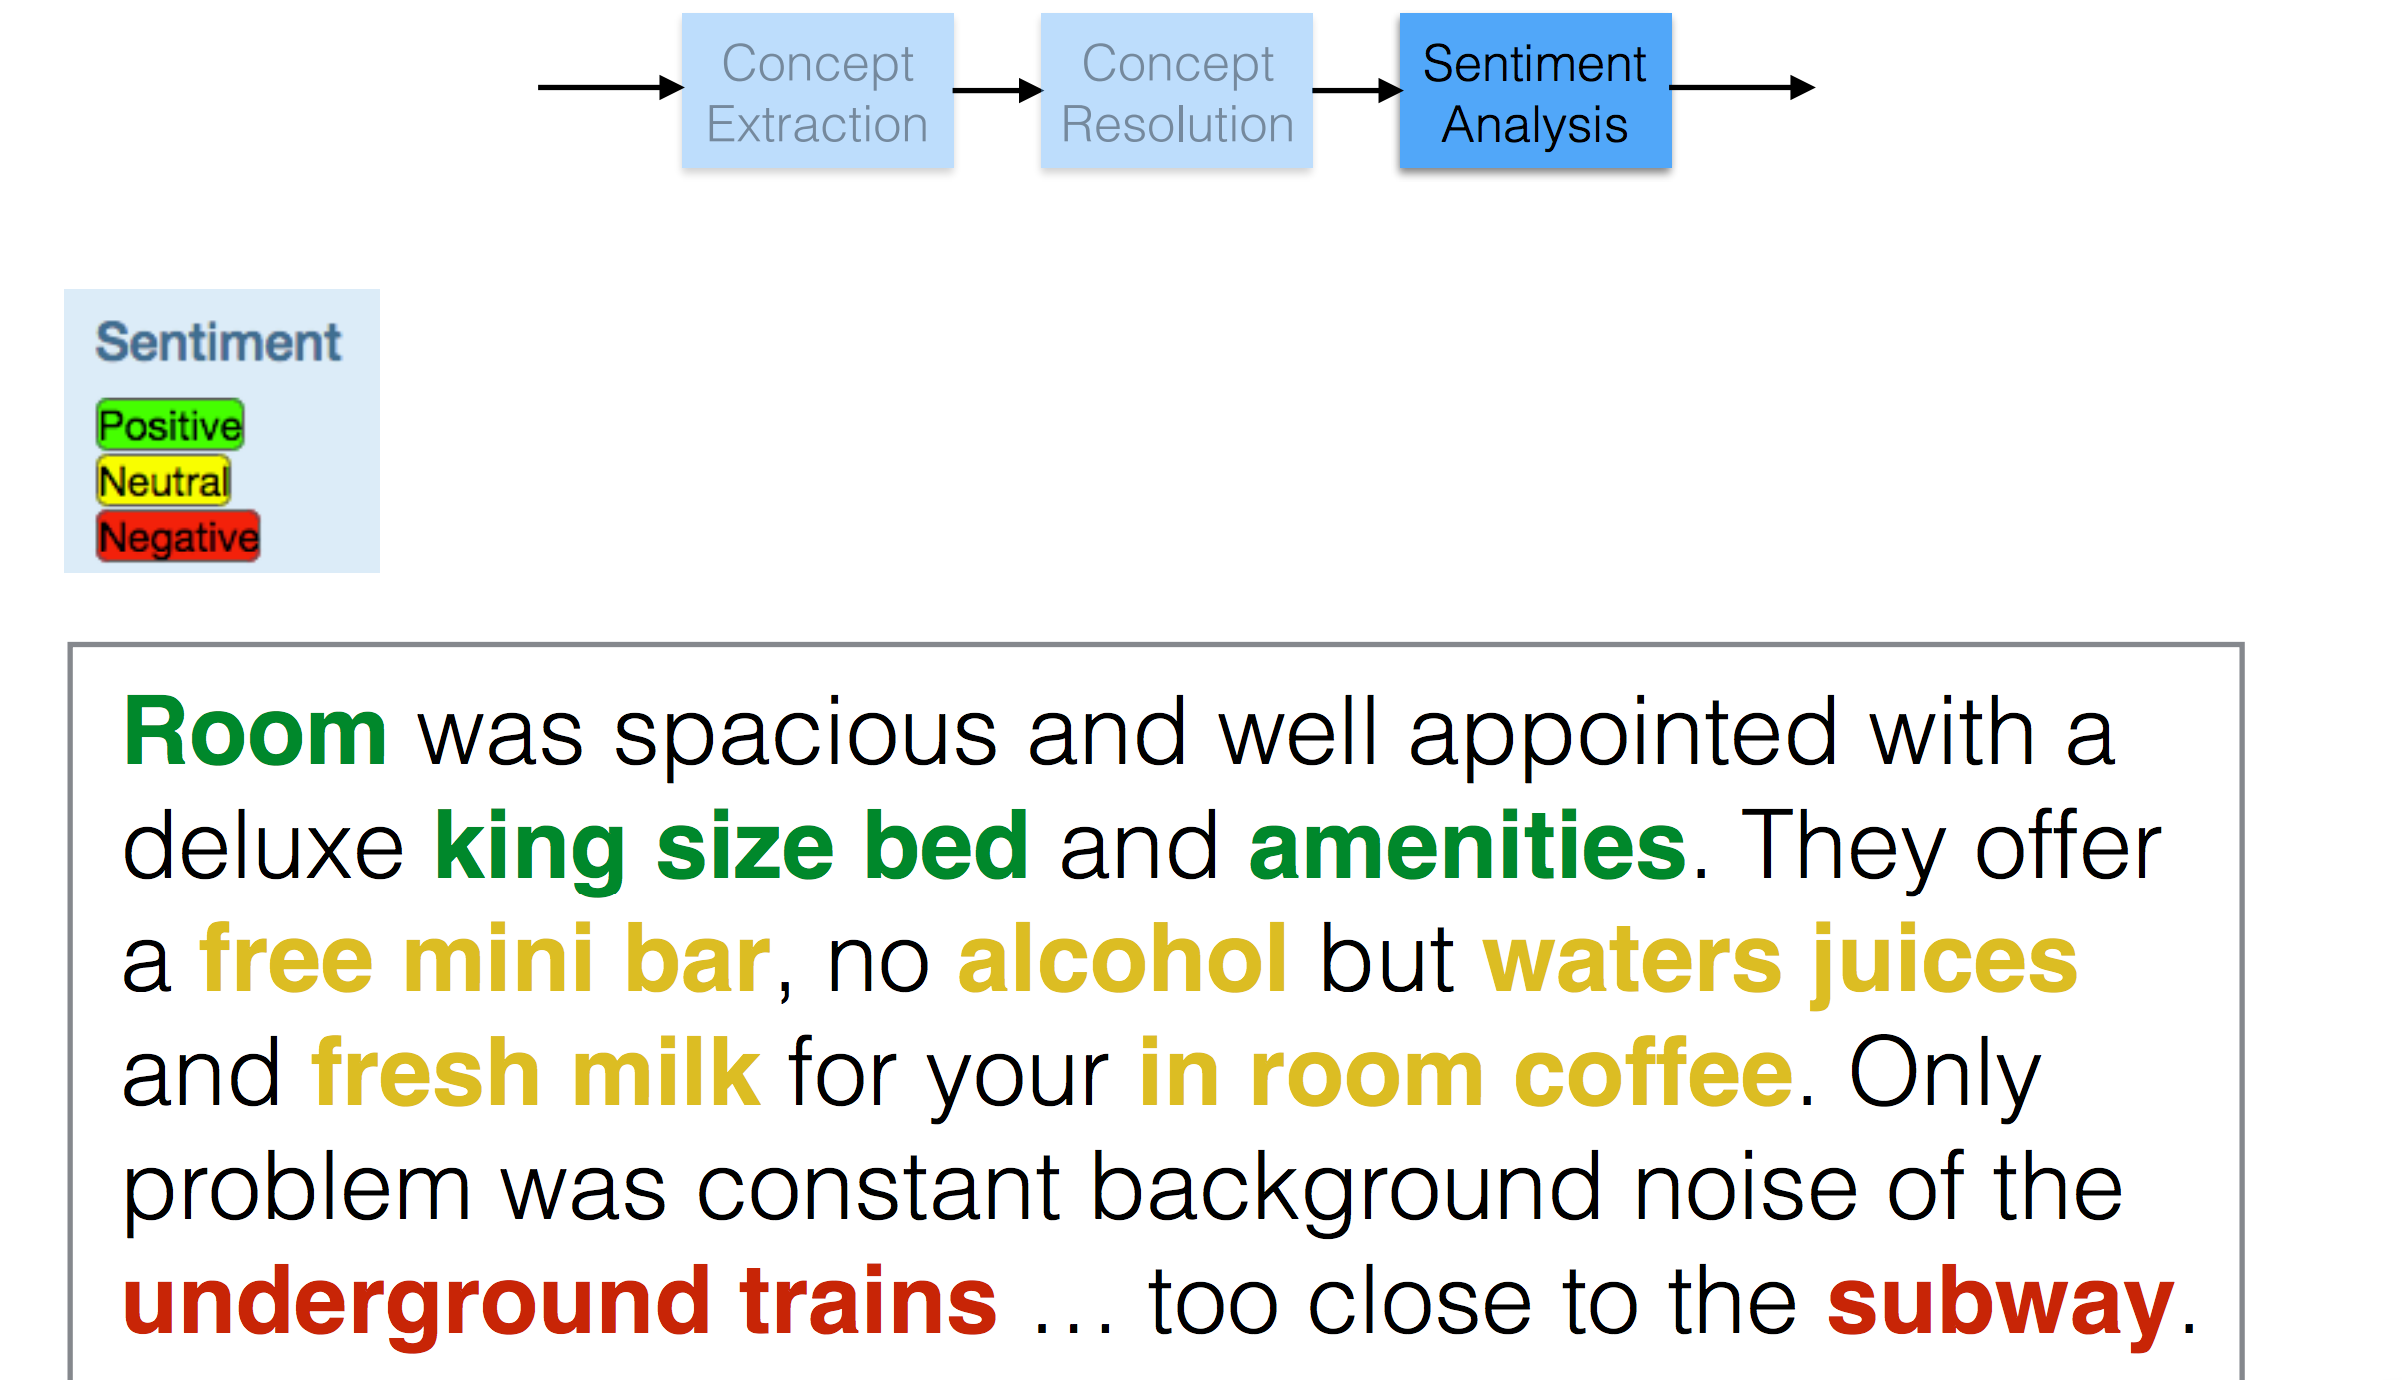 Concept
Extraction
Concept
Resolution
Sentiment
Analysis
Sentiment
Positive
Neutral
Negative
Room was spacious and well appointed with a
deluxe king size bed and amenities. They offer
a free mini bar, no alcohol but waters juices
and fresh milk for your in room coffee. Only
problem was constant background noise of the
underground trains … too close to the subway.